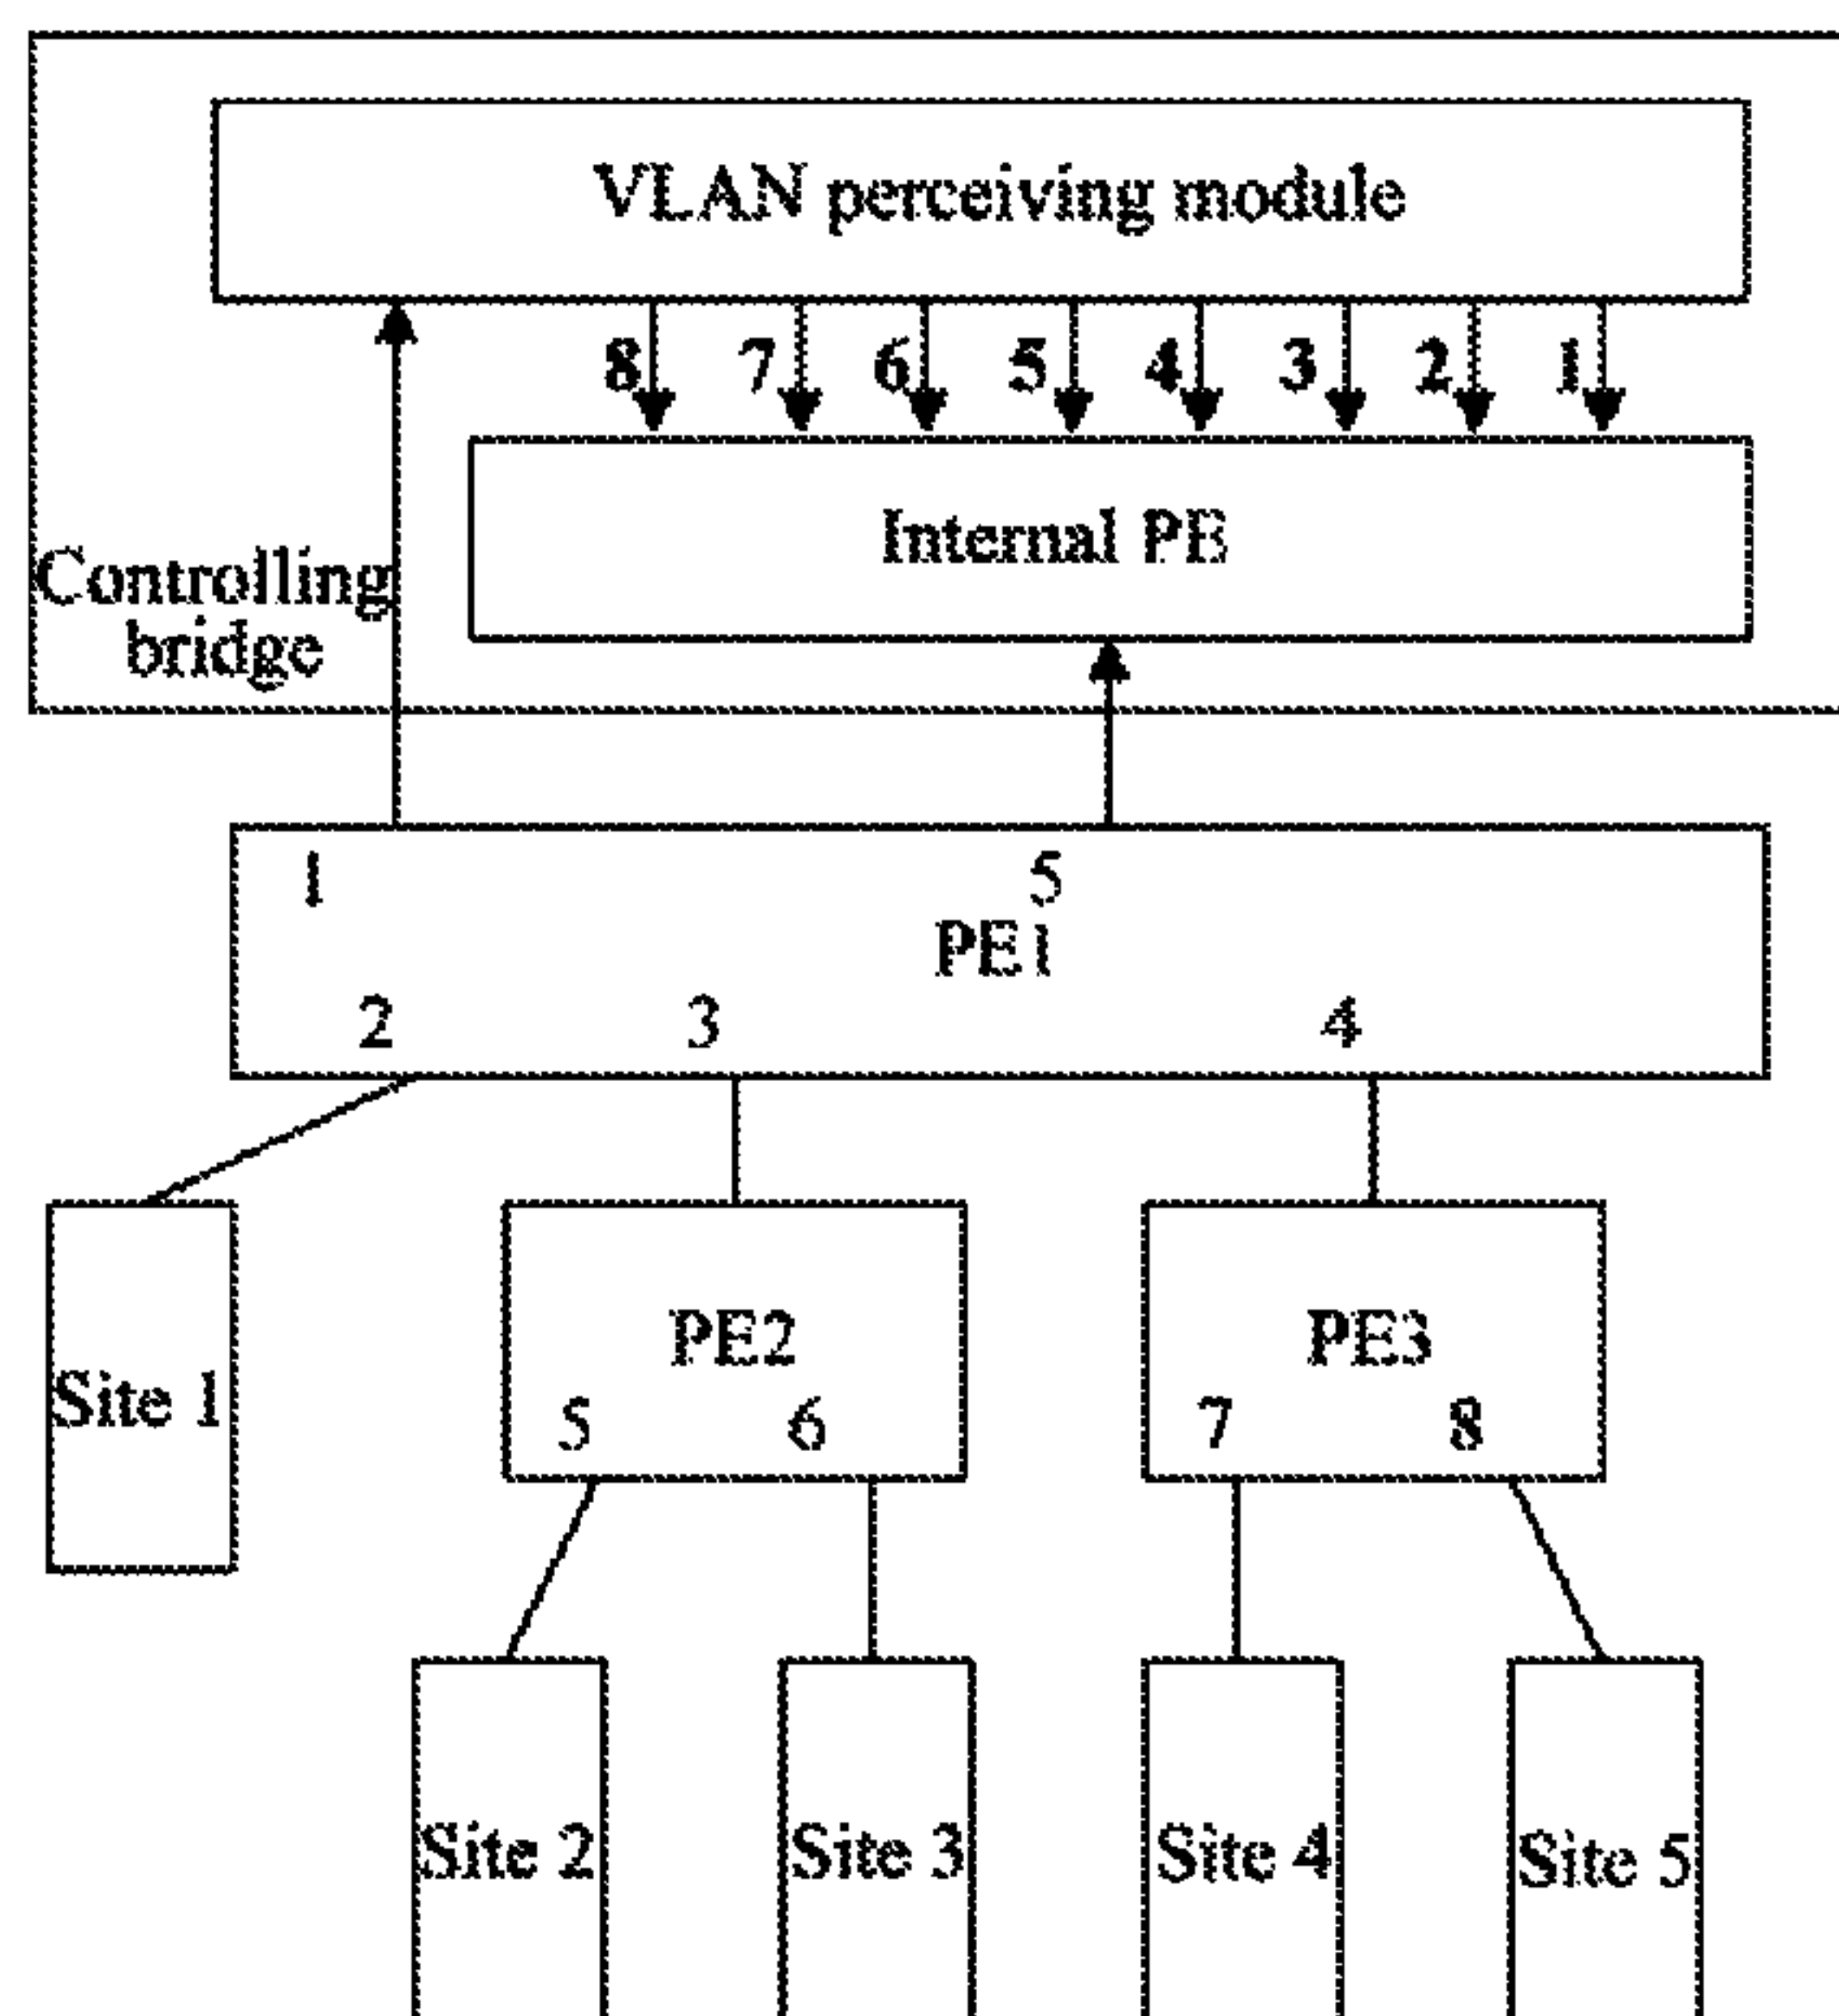 VLAN perceiving module
8 7 6 5 4 3 2 1
Internal PE
Controlling
bridge
1 5
PE1
2 3 4
PE2 PE3
Site 1
5 6 7 8
Site 2 Site 3 Site 4 Site 5